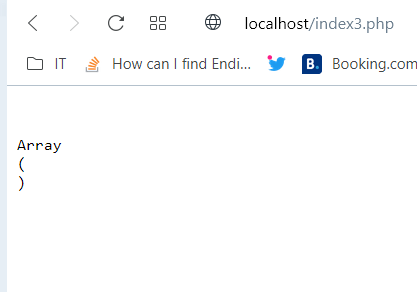 localhost/index3.php
IT How can I find Endi... B. Booking.com
Array
(
)